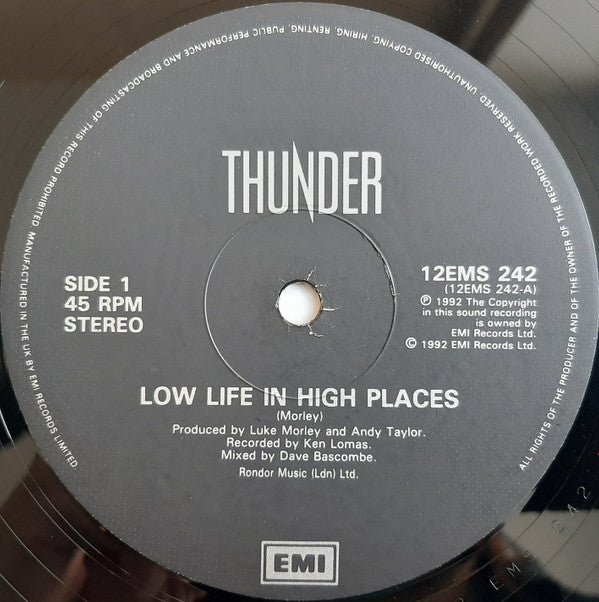 THUNDER
SIDE 1
45 RPM
STEREO
12EMS 242
(12EMS 242-A)
Ⓟ 1992 The Copyright
in this sound recording
is owned by
EMI Records Ltd.
© 1992 EMI Records Ltd.
LOW LIFE IN HIGH PLACES
(Morley)
Produced by Luke Morley and Andy Taylor.
Recorded by Ken Lomas.
Mixed by Dave Bascombe.
Rondor Music (Ldn) Ltd.
EMI
ALL RIGHTS OF THE PRODUCER AND OF THE OWNER OF THE RECORDED WORK RESERVED. UNAUTHORISED COPYING, HIRING, RENTING, PUBLIC PERFORMANCE AND BROADCASTING OF THIS RECORD PROHIBITED. MANUFACTURED IN THE UK BY EMI RECORDS LIMITED.
EMS 242